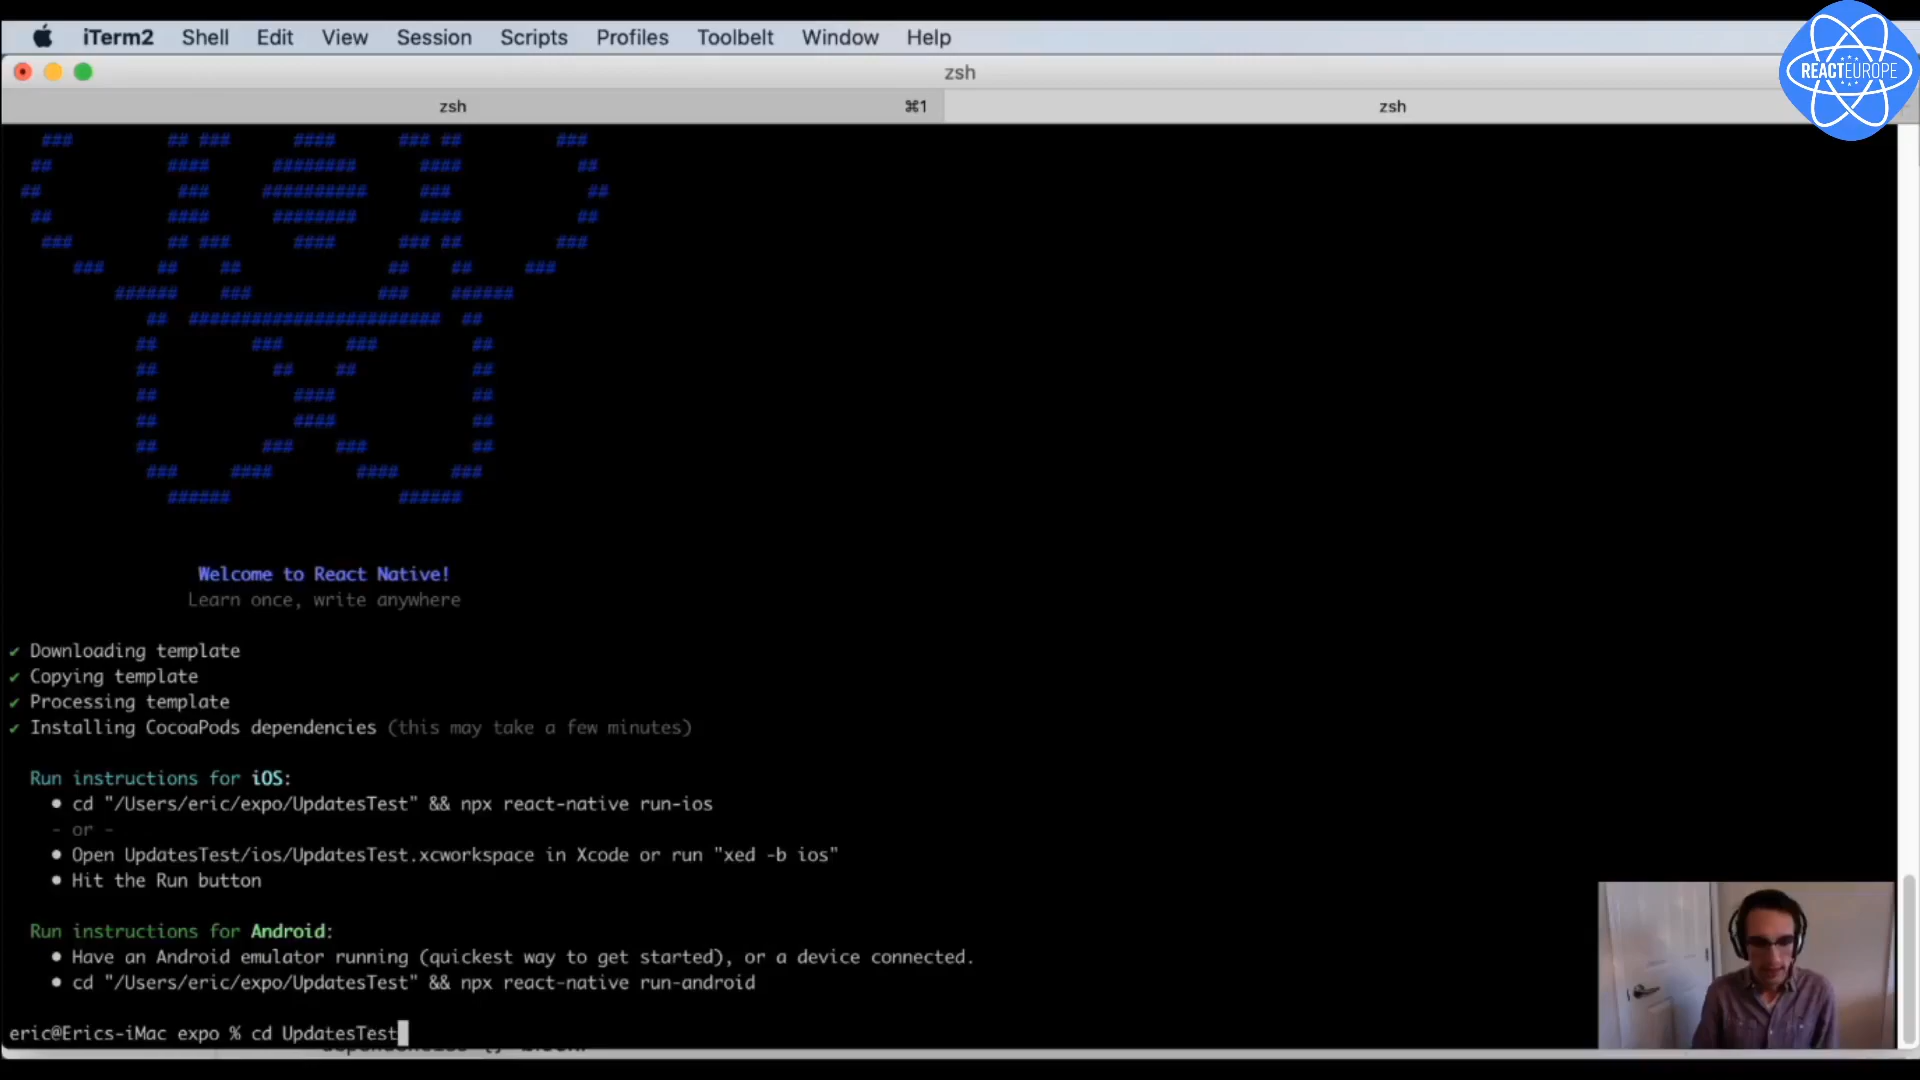 iTerm2 Shell Edit View Session Scripts Profiles Toolbelt Window Help
REACTEUROPE
zsh
zsh ⌘1 zsh
### ## ### #### ### ## ###
## #### ######## #### ##
## ### ########## ### ##
## #### ######## #### ##
### ## ### #### ### ## ###
### ## ## ## ## ###
###### ### ### ######
## ######################## ##
## ### ### ##
## ## ## ##
## #### ##
## #### ##
## ### ### ##
### #### #### ###
###### ######
Welcome to React Native!
Learn once, write anywhere
✔ Downloading template
✔ Copying template
✔ Processing template
✔ Installing CocoaPods dependencies (this may take a few minutes)
Run instructions for iOS:
• cd "/Users/eric/expo/UpdatesTest" && npx react-native run-ios
- or -
• Open UpdatesTest/ios/UpdatesTest.xcworkspace in Xcode or run "xed -b ios"
• Hit the Run button
Run instructions for Android:
• Have an Android emulator running (quickest way to get started), or a device connected.
• cd "/Users/eric/expo/UpdatesTest" && npx react-native run-android
eric@Erics-iMac expo % cd UpdatesTest